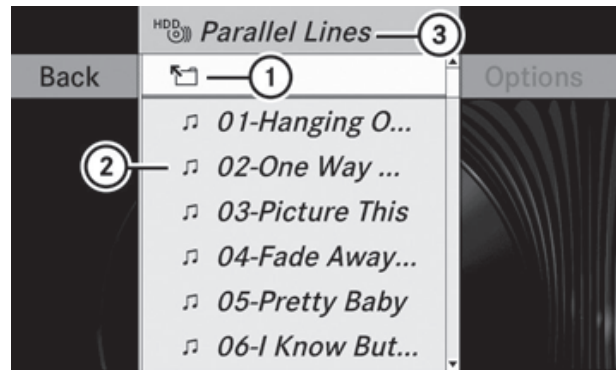 HDD Parallel Lines 3
Back 1 Options
01-Hanging O...
2 02-One Way ...
03-Picture This
04-Fade Away...
05-Pretty Baby
06-I Know But...